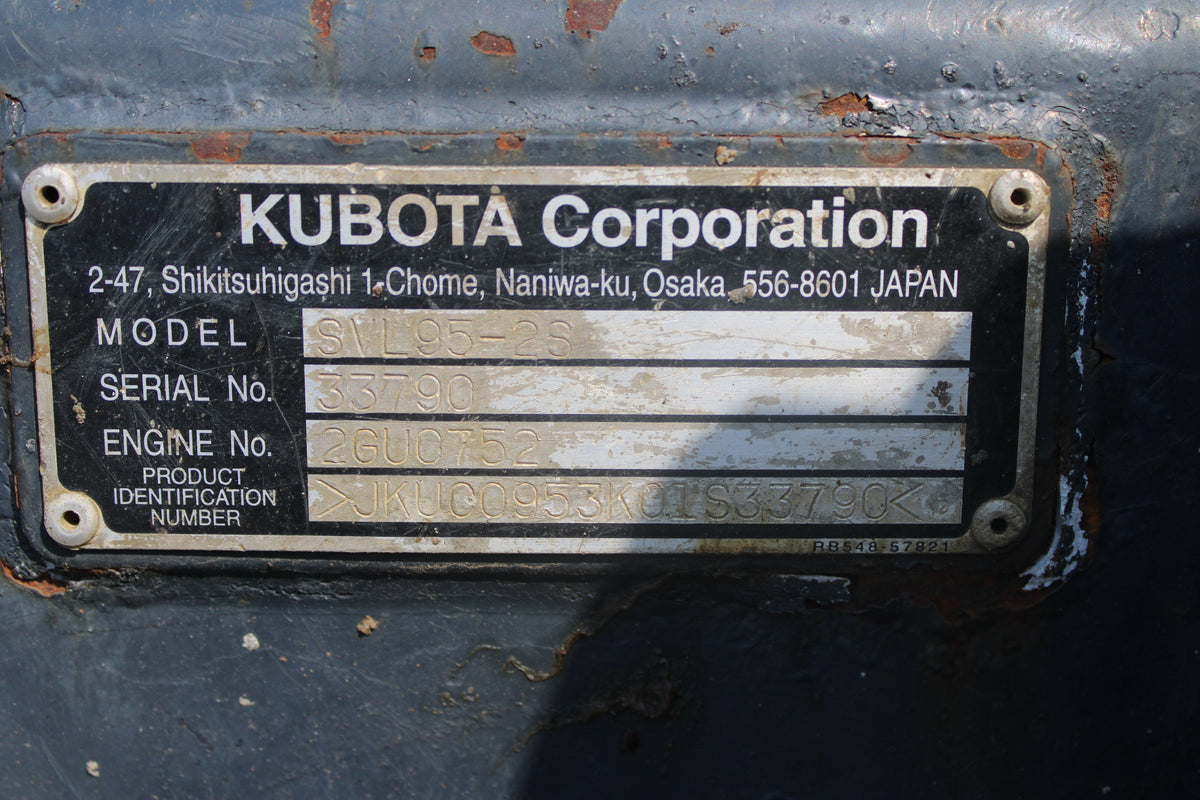 KUBOTA Corporation
2-47, Shikitsuhigashi 1 Chome, Naniwa-ku, Osaka, 556-8601 JAPAN
MODEL SVL95-2S
SERIAL No. 33790
ENGINE No. 2GU0752
PRODUCT IDENTIFICATION NUMBER >JKUC0953K01S33790<
RB548-57821